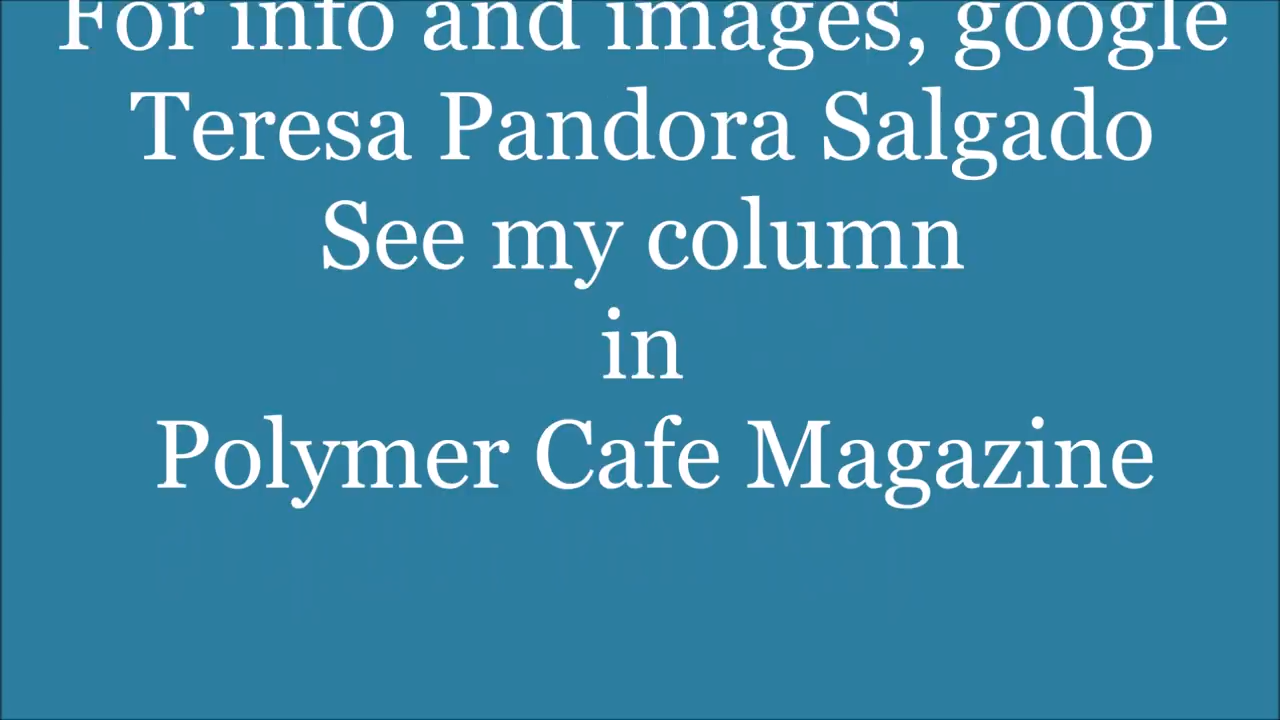 For info and images, google
Teresa Pandora Salgado
See my column
in
Polymer Cafe Magazine